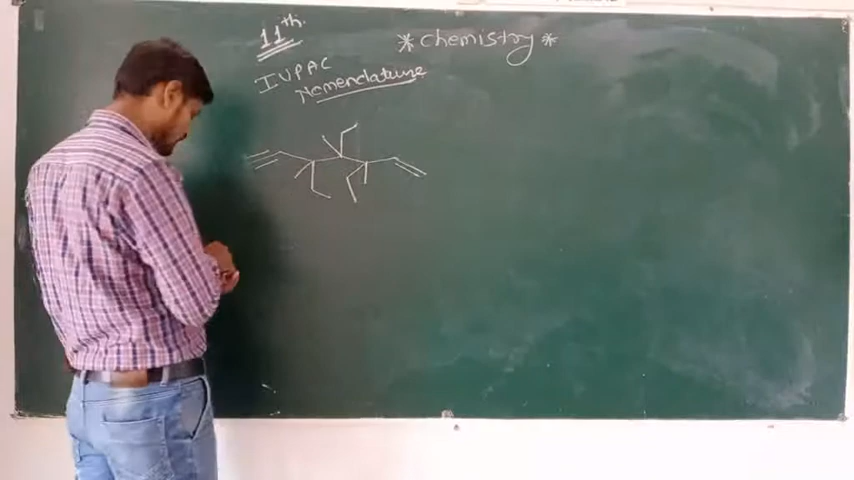 11th.
* Chemistry *
IUPAC
Nomenclature